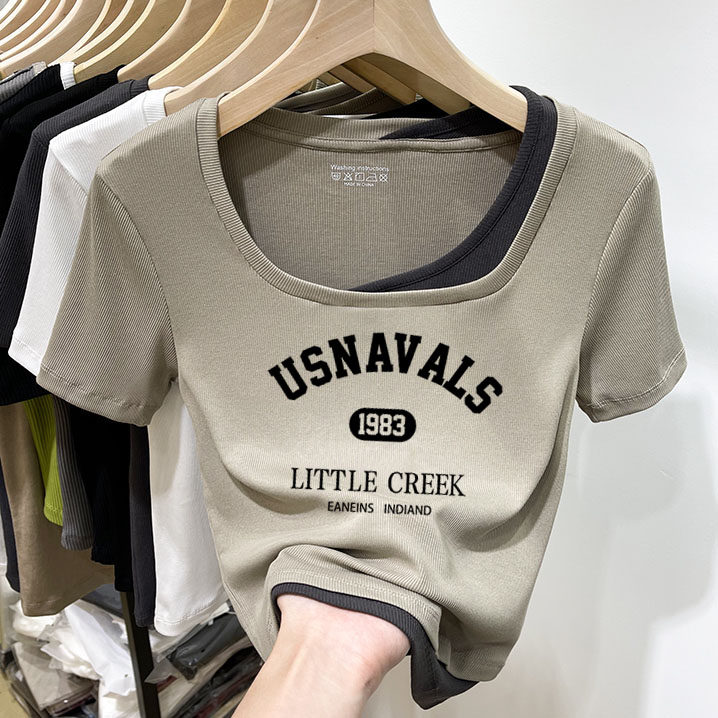 Washing instructions
MADE IN CHINA
USNAVALS
1983
LITTLE CREEK
EANEINS INDIAND